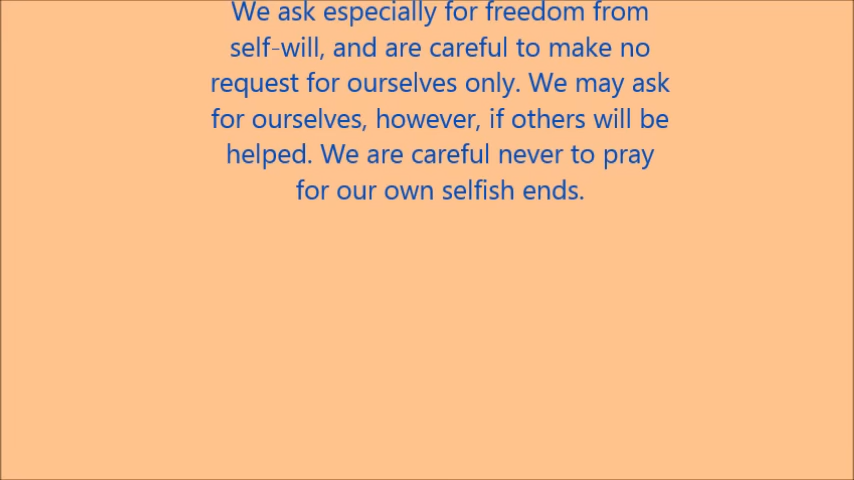 We ask especially for freedom from
self-will, and are careful to make no
request for ourselves only. We may ask
for ourselves, however, if others will be
helped. We are careful never to pray
for our own selfish ends.